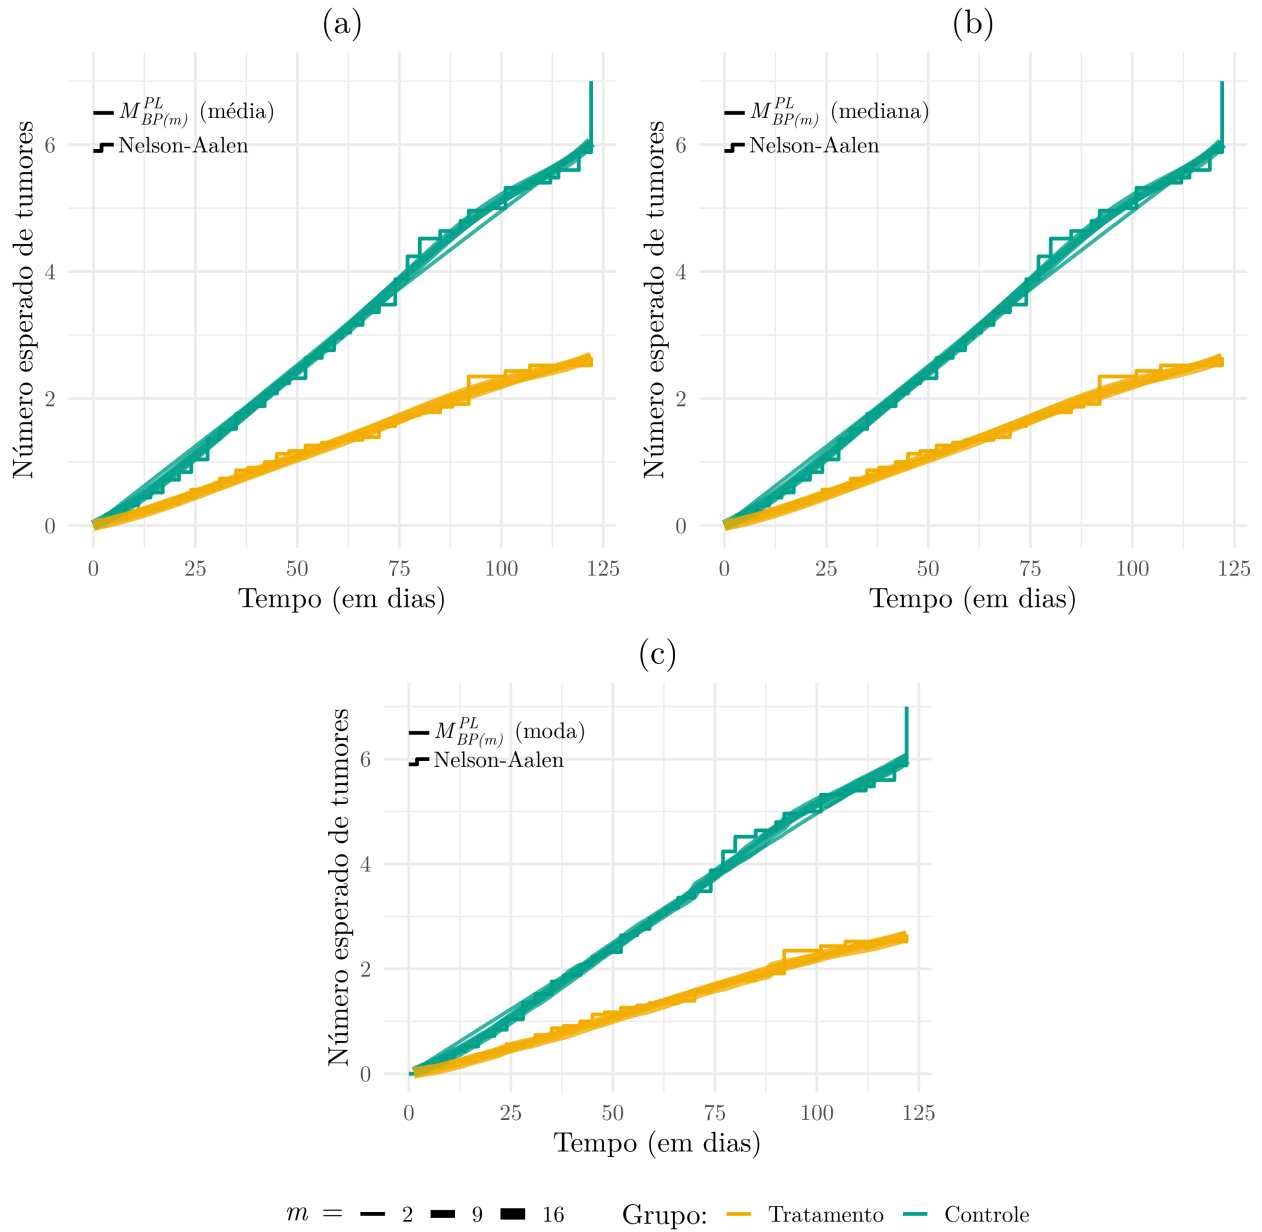 (a)
Número esperado de tumores
M_{BP(m)}^{PL} (média)
Nelson-Aalen
6
4
2
0
0 25 50 75 100 125
Tempo (em dias)
(b)
Número esperado de tumores
M_{BP(m)}^{PL} (mediana)
Nelson-Aalen
6
4
2
0
0 25 50 75 100 125
Tempo (em dias)
(c)
Número esperado de tumores
M_{BP(m)}^{PL} (moda)
Nelson-Aalen
6
4
2
0
0 25 50 75 100 125
Tempo (em dias)
m = 2 9 16 Grupo: Tratamento Controle